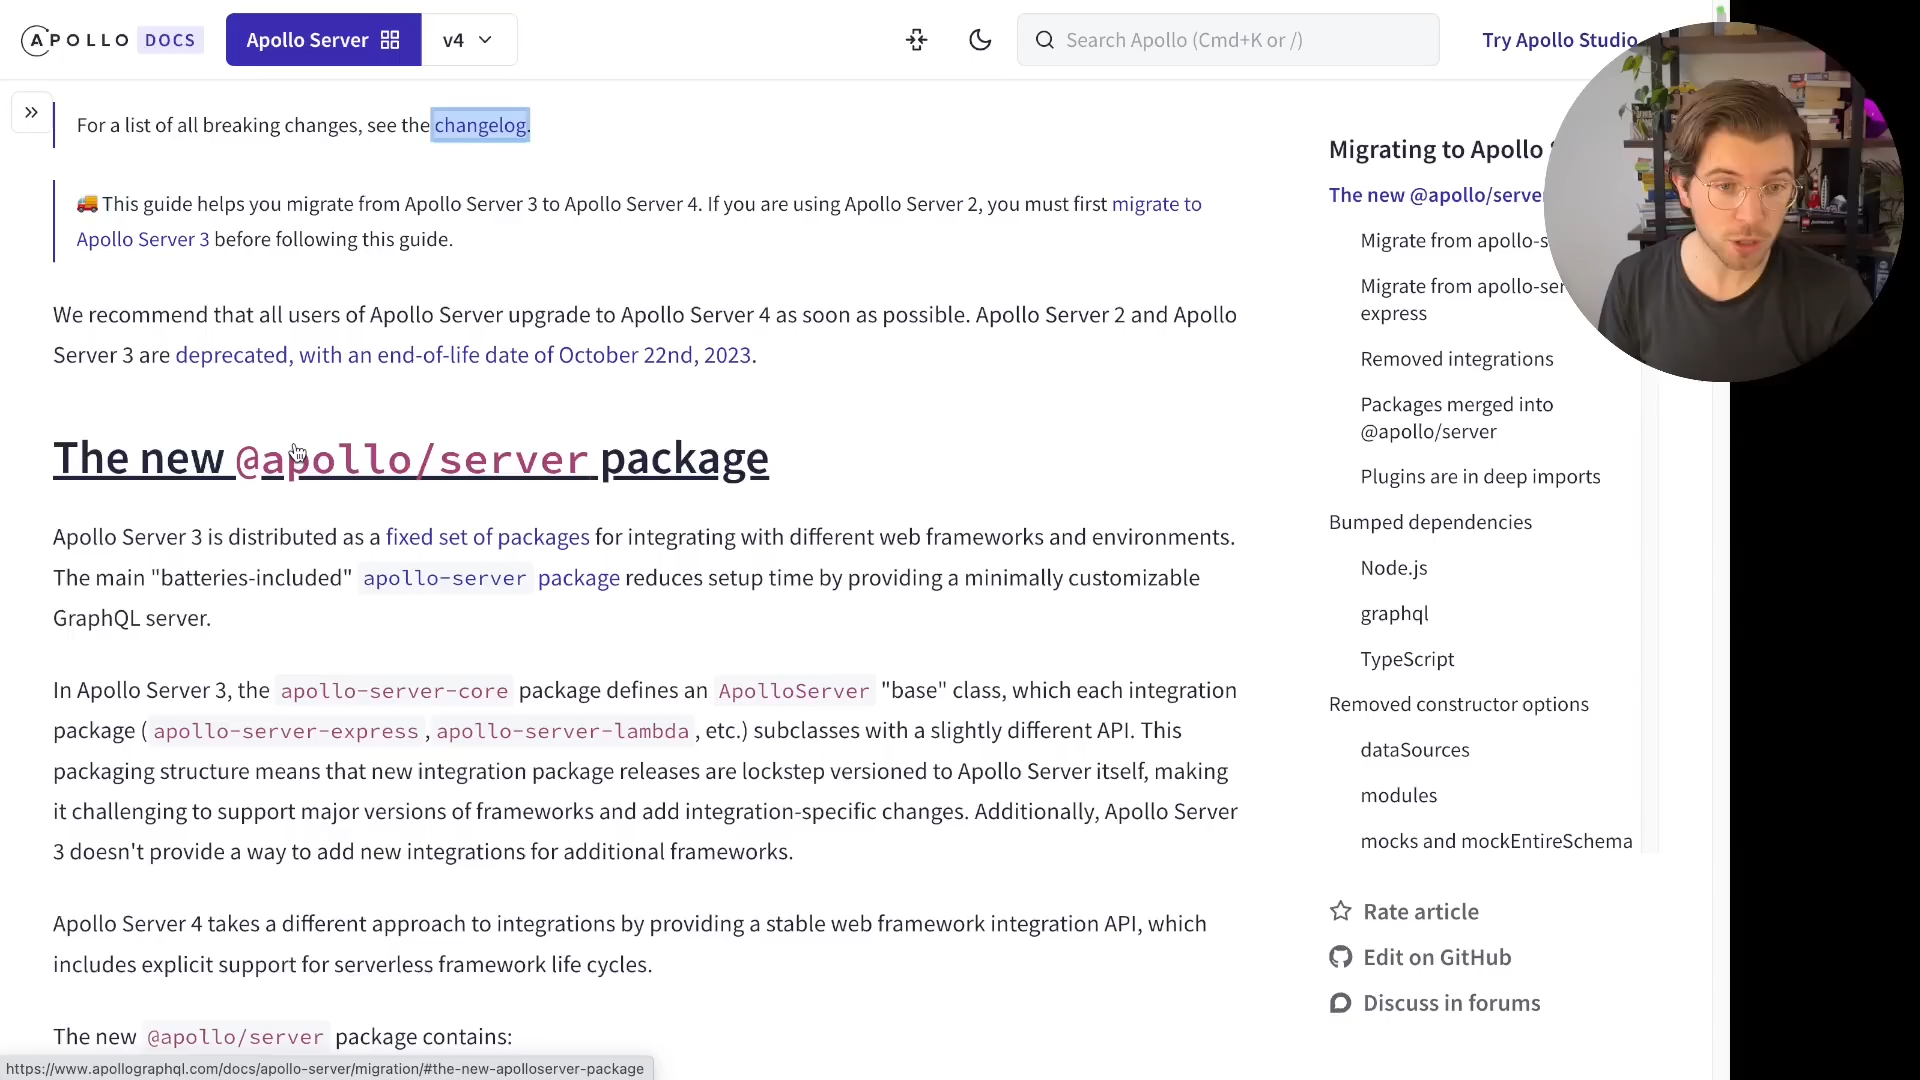 APOLLO DOCS
Apollo Server
v4
Search Apollo (Cmd+K or /)
Try Apollo Studio
For a list of all breaking changes, see the changelog.
🚚 This guide helps you migrate from Apollo Server 3 to Apollo Server 4. If you are using Apollo Server 2, you must first migrate to
Apollo Server 3 before following this guide.
We recommend that all users of Apollo Server upgrade to Apollo Server 4 as soon as possible. Apollo Server 2 and Apollo
Server 3 are deprecated, with an end-of-life date of October 22nd, 2023.
The new @apollo/server package
Apollo Server 3 is distributed as a fixed set of packages for integrating with different web frameworks and environments.
The main "batteries-included" apollo-server package reduces setup time by providing a minimally customizable
GraphQL server.
In Apollo Server 3, the apollo-server-core package defines an ApolloServer "base" class, which each integration
package ( apollo-server-express , apollo-server-lambda , etc.) subclasses with a slightly different API. This
packaging structure means that new integration package releases are lockstep versioned to Apollo Server itself, making
it challenging to support major versions of frameworks and add integration-specific changes. Additionally, Apollo Server
3 doesn't provide a way to add new integrations for additional frameworks.
Apollo Server 4 takes a different approach to integrations by providing a stable web framework integration API, which
includes explicit support for serverless framework life cycles.
The new @apollo/server package contains:
https://www.apollographql.com/docs/apollo-server/migration/#the-new-apolloserver-package
Migrating to Apollo
The new @apollo/serve
Migrate from apollo-s
Migrate from apollo-ser
express
Removed integrations
Packages merged into
@apollo/server
Plugins are in deep imports
Bumped dependencies
Node.js
graphql
TypeScript
Removed constructor options
dataSources
modules
mocks and mockEntireSchema
Rate article
Edit on GitHub
Discuss in forums